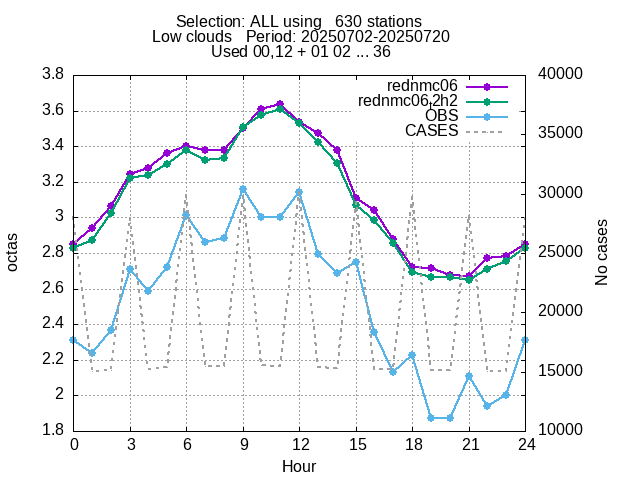 Selection: ALL using   630 stations
Low clouds   Period: 20250702-20250720
Used 00,12 + 01 02 ... 36
rednmc06
rednmc06,2h2
OBS
CASES
3.8
3.6
3.4
3.2
3
2.8
2.6
2.4
2.2
2
1.8
octas
40000
35000
30000
25000
20000
15000
10000
No cases
0 3 6 9 12 15 18 21 24
Hour